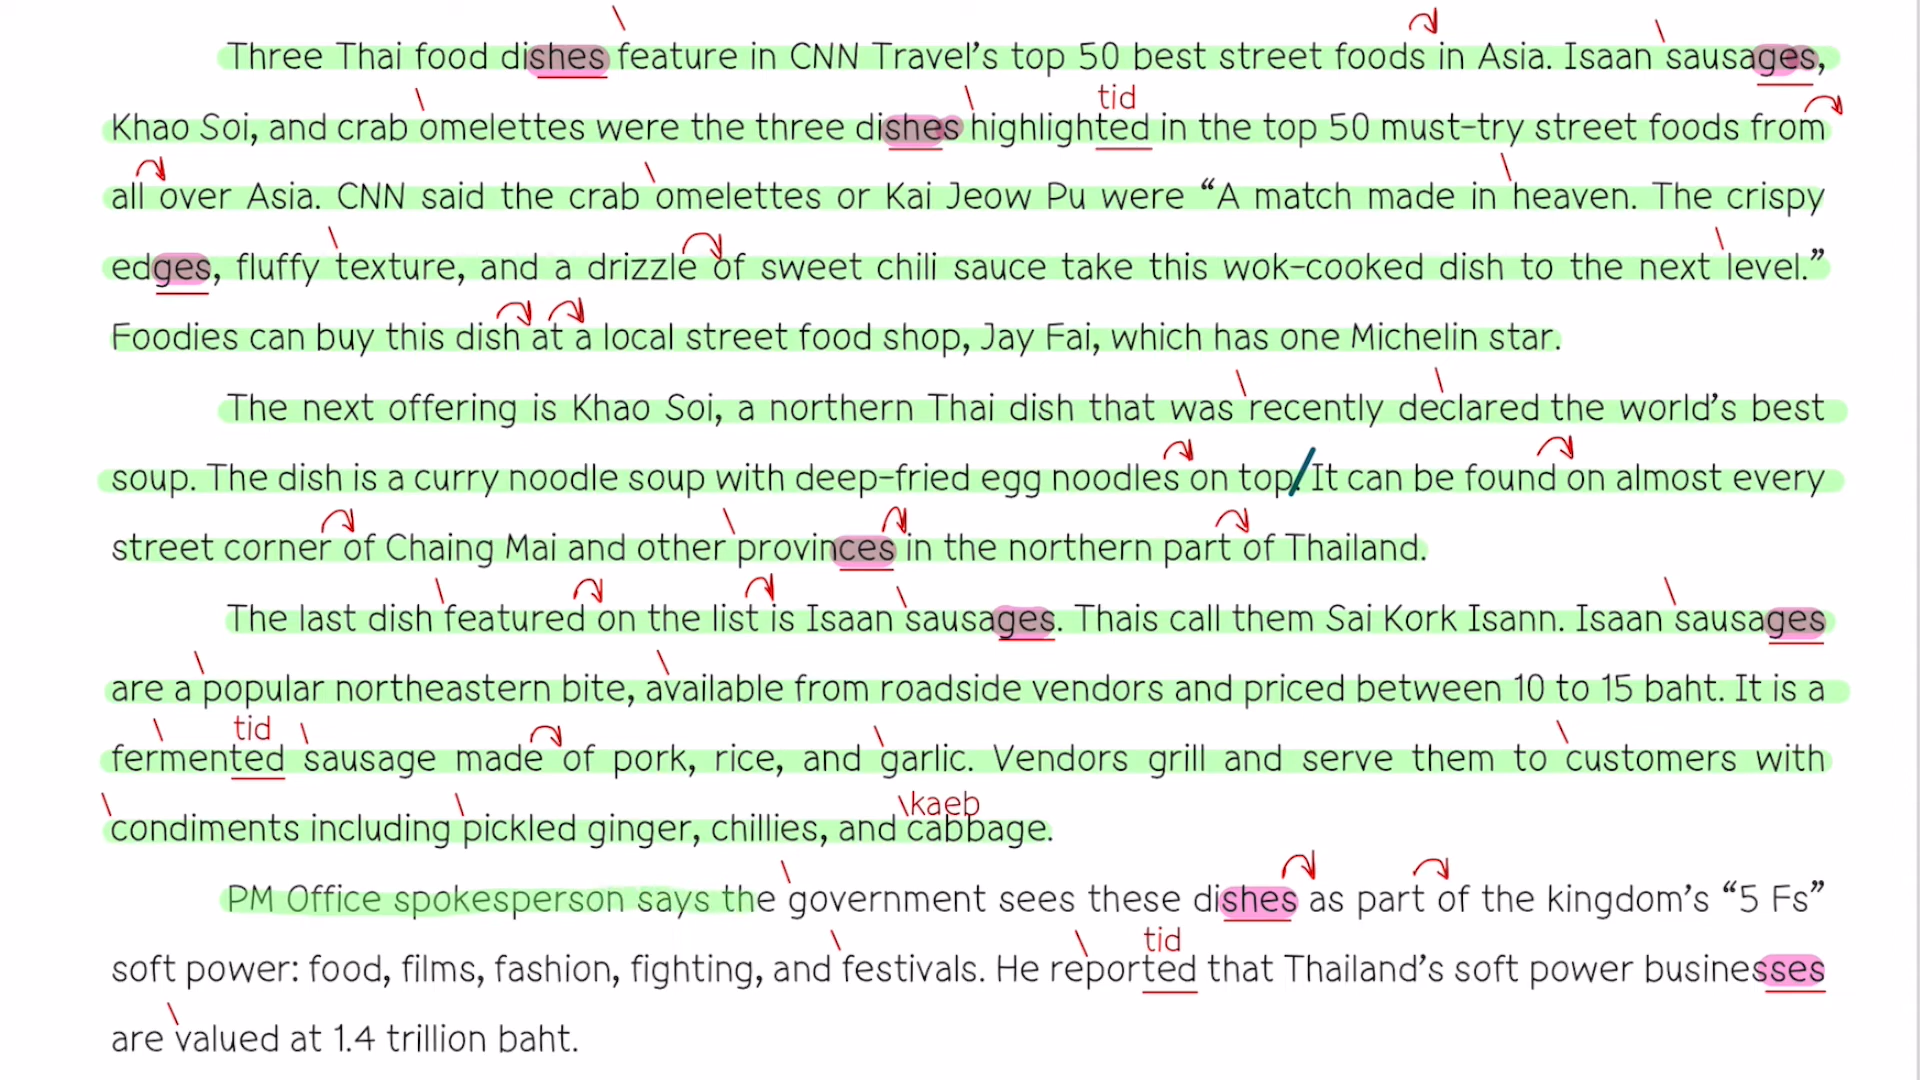 Three Thai food dishes feature in CNN Travel's top 50 best street foods in Asia. Isaan sausages,
tid
Khao Soi, and crab omelettes were the three dishes highlighted in the top 50 must-try street foods from
all over Asia. CNN said the crab omelettes or Kai Jeow Pu were “A match made in heaven. The crispy
edges, fluffy texture, and a drizzle of sweet chili sauce take this wok-cooked dish to the next level.”
Foodies can buy this dish at a local street food shop, Jay Fai, which has one Michelin star.
The next offering is Khao Soi, a northern Thai dish that was recently declared the world's best
soup. The dish is a curry noodle soup with deep-fried egg noodles on top. It can be found on almost every
street corner of Chaing Mai and other provinces in the northern part of Thailand.
The last dish featured on the list is Isaan sausages. Thais call them Sai Kork Isann. Isaan sausages
are a popular northeastern bite, available from roadside vendors and priced between 10 to 15 baht. It is a
tid
fermented sausage made of pork, rice, and garlic. Vendors grill and serve them to customers with
kaeb
condiments including pickled ginger, chillies, and cabbage.
PM Office spokesperson says the government sees these dishes as part of the kingdom's “5 Fs”
tid
soft power: food, films, fashion, fighting, and festivals. He reported that Thailand's soft power businesses
are valued at 1.4 trillion baht.